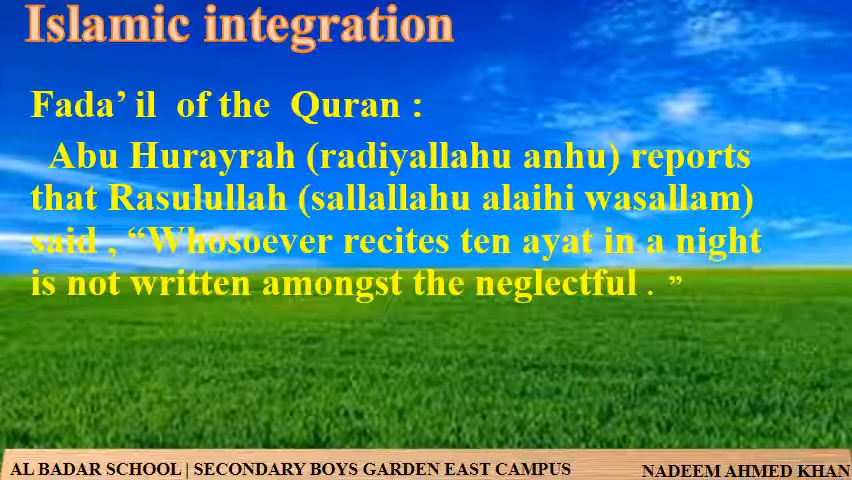 Islamic integration
Fada’ il of the Quran :
Abu Hurayrah (radiyallahu anhu) reports
that Rasulullah (sallallahu alaihi wasallam)
said , “Whosoever recites ten ayat in a night
is not written amongst the neglectful . ”
AL BADAR SCHOOL | SECONDARY BOYS GARDEN EAST CAMPUS
NADEEM AHMED KHAN